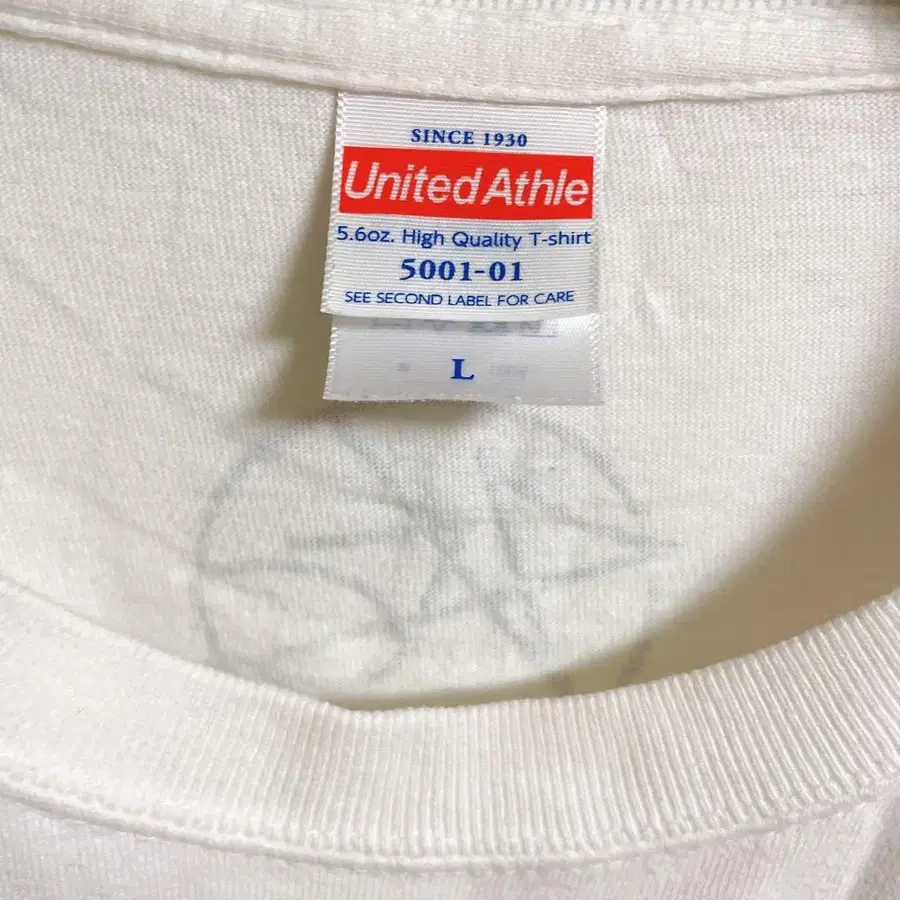 SINCE 1930
United Athle
5.6oz. High Quality T-shirt
5001-01
SEE SECOND LABEL FOR CARE
L